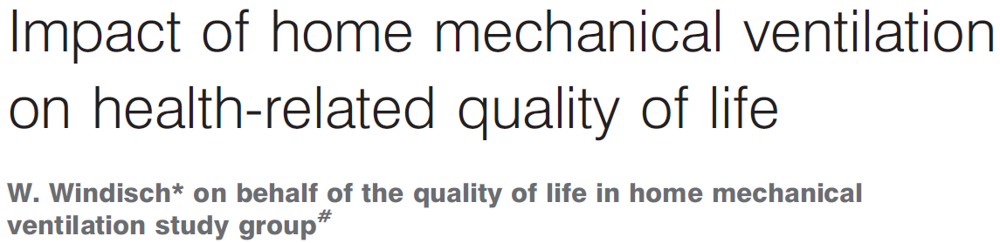 Impact of home mechanical ventilation
on health-related quality of life
W. Windisch* on behalf of the quality of life in home mechanical
ventilation study group#